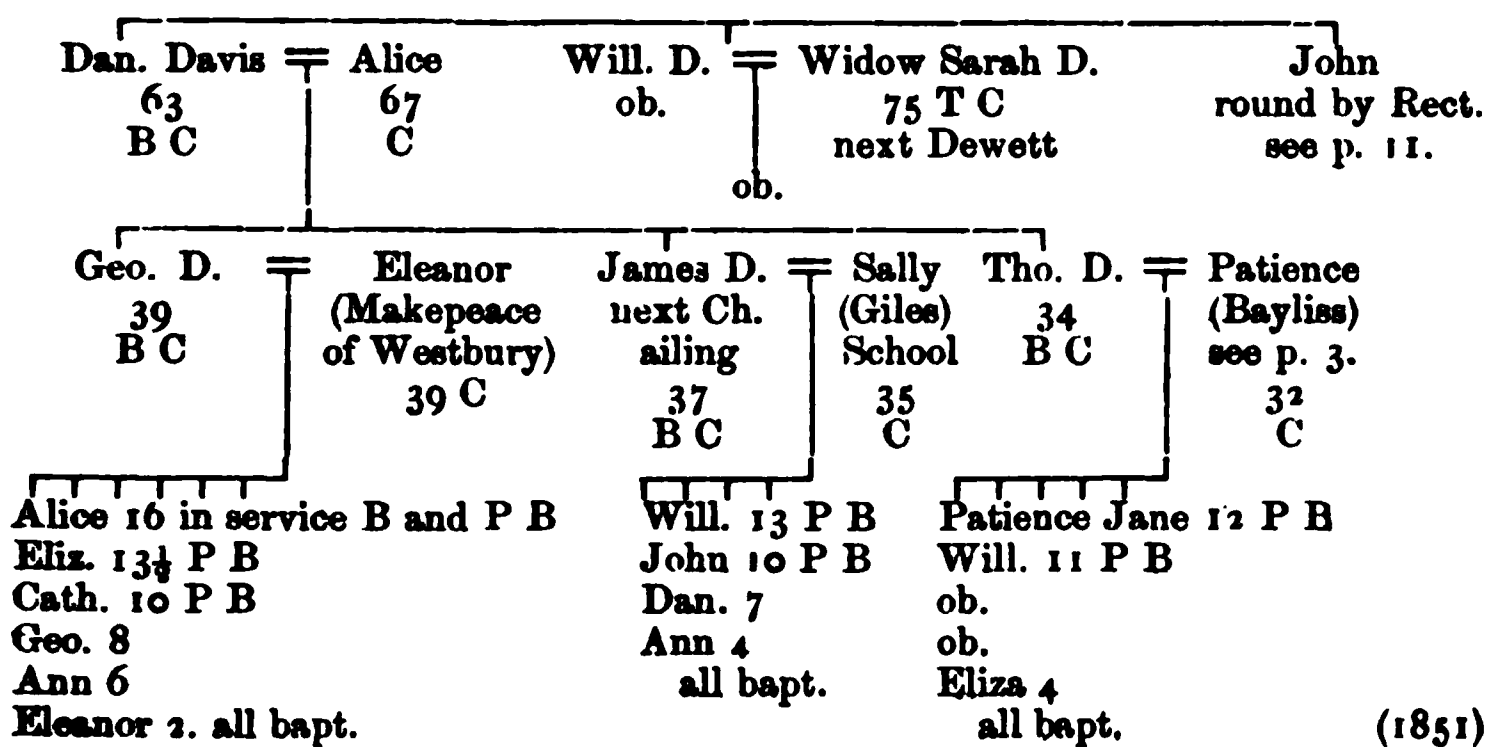 Dan. Davis = Alice Will. D. = Widow Sarah D. John
63 67 ob. 75 T C round by Rect.
B C C next Dewett see p. 11.
ob.
Geo. D. = Eleanor James D. = Sally Tho. D. = Patience
39 (Makepeace next Ch. (Giles) 34 (Bayliss)
B C of Westbury) ailing School B C see p. 3.
39 C 37 35 32
B C C C
Alice 16 in service B and P B Will. 13 P B Patience Jane 12 P B
Eliz. 13½ P B John 10 P B Will. 11 P B
Cath. 10 P B Dan. 7 ob.
Geo. 8 Ann 4 ob.
Ann 6 all bapt. Eliza 4
Eleanor 2. all bapt. all bapt. (1851)